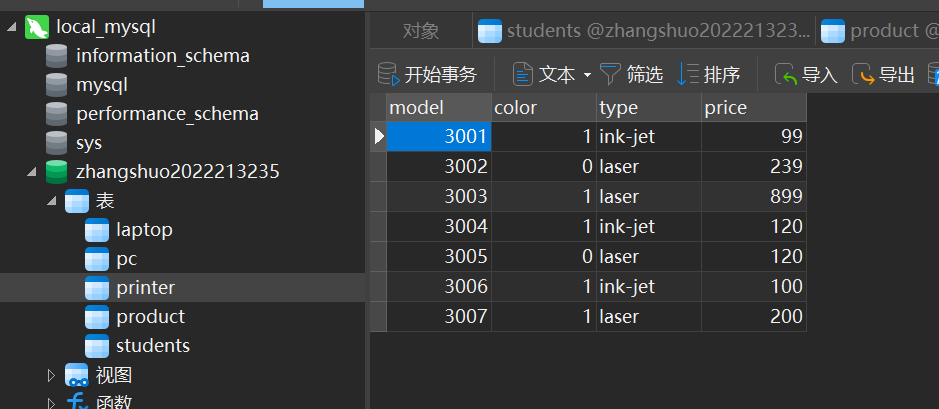 local_mysql
information_schema
mysql
performance_schema
sys
zhangshuo2022213235
表
laptop
pc
printer
product
students
视图
函数
对象 students @zhangshuo202221323... product @
开始事务 文本 筛选 排序 导入 导出
model color type price
3001 1 ink-jet 99
3002 0 laser 239
3003 1 laser 899
3004 1 ink-jet 120
3005 0 laser 120
3006 1 ink-jet 100
3007 1 laser 200